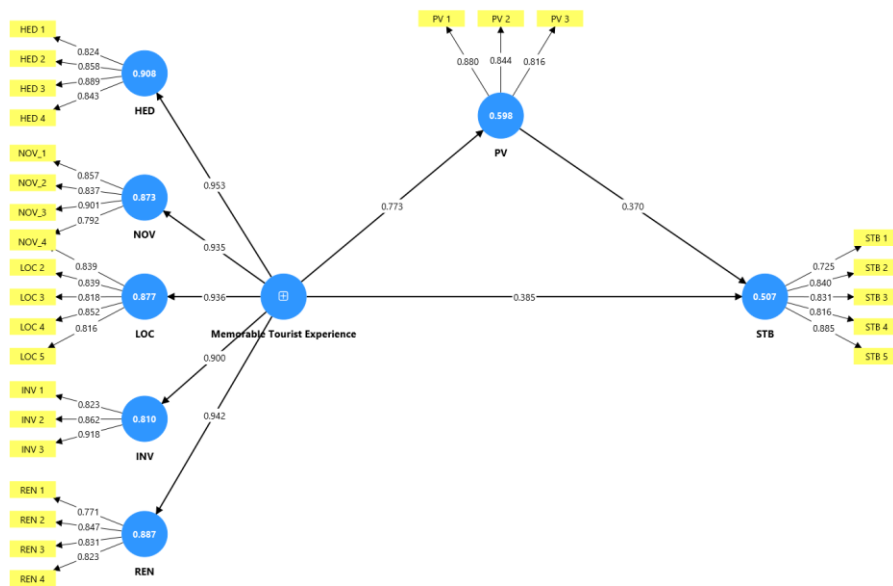 HED 1
HED 2
HED 3
HED 4
0.824
0.858
0.889
0.843
0.908
HED
NOV_1
NOV_2
NOV_3
NOV_4
0.857
0.837
0.901
0.792
0.873
NOV
LOC 2
LOC 3
LOC 4
LOC 5
0.839
0.839
0.818
0.852
0.816
0.877
LOC
INV 1
INV 2
INV 3
0.823
0.862
0.918
0.810
INV
REN 1
REN 2
REN 3
REN 4
0.771
0.847
0.831
0.823
0.887
REN
0.953
0.935
0.936
0.900
0.942
Memorable Tourist Experience
0.773
0.385
PV 1
PV 2
PV 3
0.880
0.844
0.816
0.598
PV
0.370
0.507
STB
0.725
0.840
0.831
0.816
0.885
STB 1
STB 2
STB 3
STB 4
STB 5